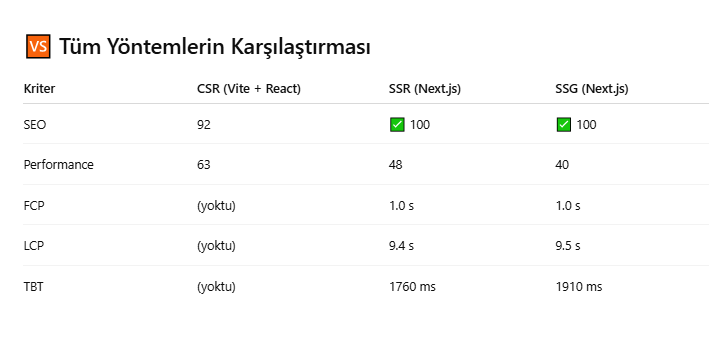 VS Tüm Yöntemlerin Karşılaştırması
Kriter CSR (Vite + React) SSR (Next.js) SSG (Next.js)
SEO 92 ✅ 100 ✅ 100
Performance 63 48 40
FCP (yoktu) 1.0 s 1.0 s
LCP (yoktu) 9.4 s 9.5 s
TBT (yoktu) 1760 ms 1910 ms